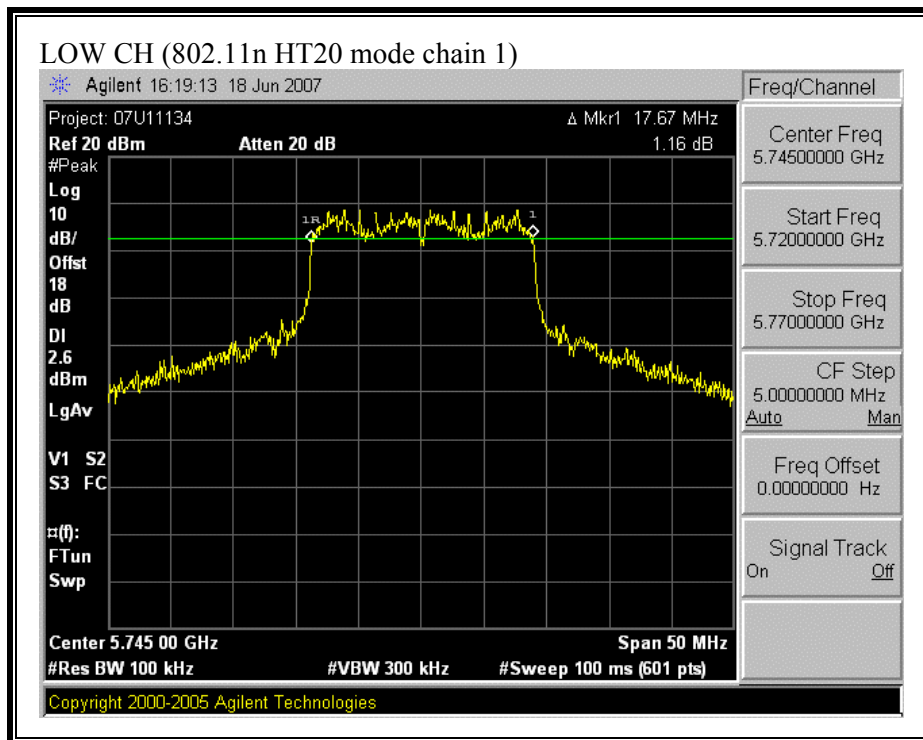 LOW CH (802.11n HT20 mode chain 1)
Agilent 16:19:13 18 Jun 2007
Freq/Channel
Project: 07U11134
Δ Mkr1 17.67 MHz
Ref 20 dBm Atten 20 dB 1.16 dB
#Peak
Log
10
dB/
Offst
18
dB
DI
2.6
dBm
LgAv
V1 S2
S3 FC
¤(f):
FTun
Swp
1R
1
Center 5.745 00 GHz Span 50 MHz
#Res BW 100 kHz #VBW 300 kHz #Sweep 100 ms (601 pts)
Copyright 2000-2005 Agilent Technologies
Center Freq
5.74500000 GHz
Start Freq
5.72000000 GHz
Stop Freq
5.77000000 GHz
CF Step
5.00000000 MHz
Auto Man
Freq Offset
0.00000000 Hz
Signal Track
On Off